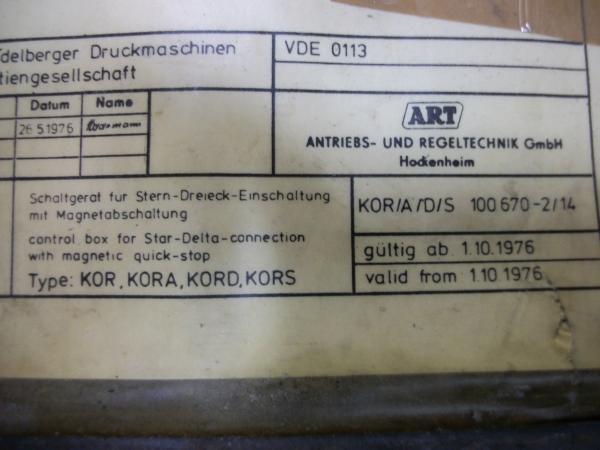 delberger Druckmaschinen
tiengesellschaft
VDE 0113
Datum Name
26 5.1976
ART
ANTRIEBS- UND REGELTECHNIK GmbH
Hockenheim
Schaltgerat fur Stern-Dreieck-Einschaltung
mit Magnetabschaltung
control box for Star-Delta-connection
with magnetic quick-stop
Type: KOR, KORA, KORD, KORS
KOR/A/D/S 100 670-2/14
gültig ab 1.10.1976
valid from 1.10 1976